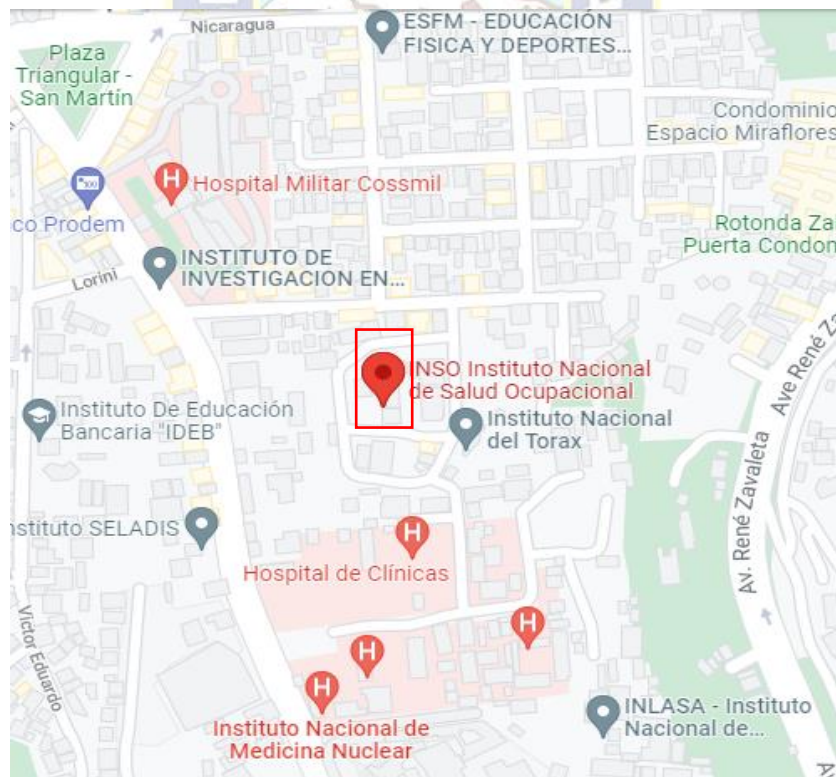 Nicaragua
ESFM - EDUCACIÓN
FISICA Y DEPORTES...
Plaza
Triangular -
San Martín
Condominio
Espacio Miraflores
H
Hospital Militar Cossmil
100
co Prodem
Rotonda Za
Puerta Condon
INSTITUTO DE
INVESTIGACION EN...
Lorini
Ave René Za
INSO Instituto Nacional
de Salud Ocupacional
Instituto De Educación
Bancaria "IDEB"
Instituto Nacional
del Torax
Av. René Zavaleta
nstituto SELADIS
H
Hospital de Clínicas
Víctor Eduardo
H
H
H
Instituto Nacional de
Medicina Nuclear
INLASA - Instituto
Nacional de...